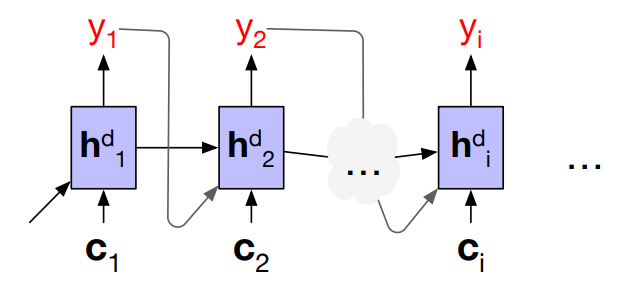 y₁ y₂ yᵢ
hᵈ₁ hᵈ₂ ... hᵈᵢ ...
c₁ c₂ cᵢ